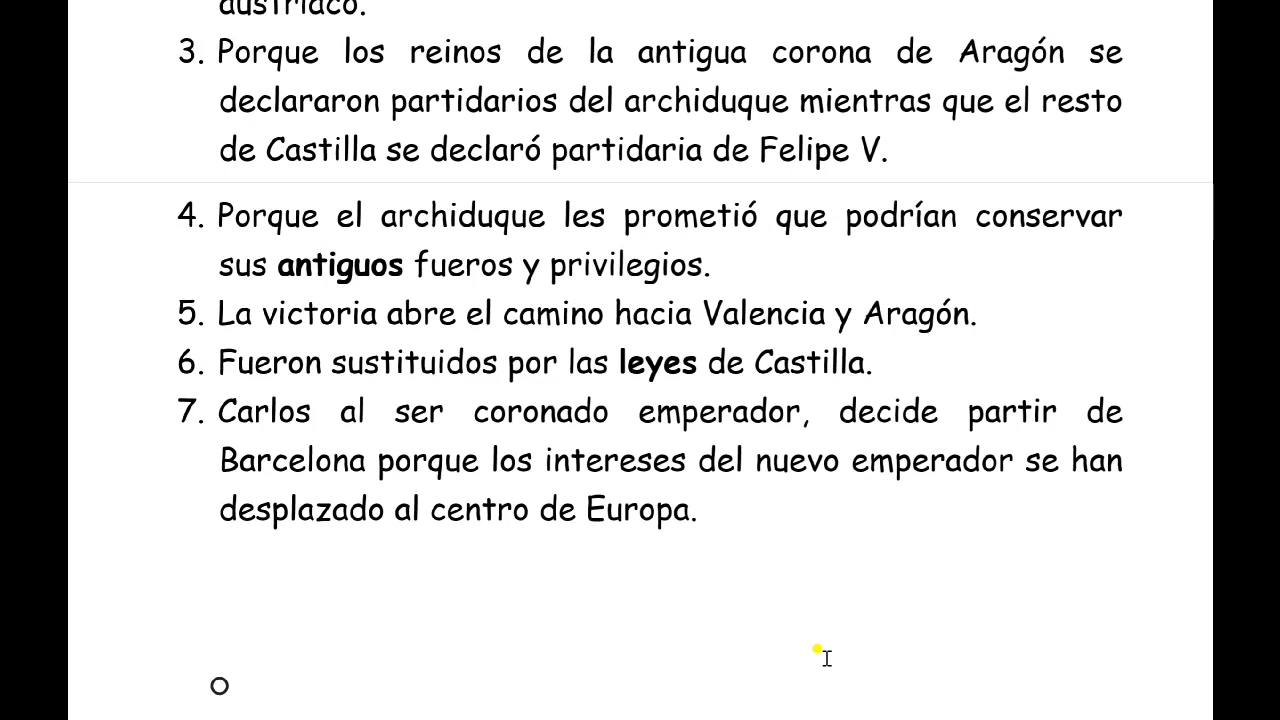 austriaco.
3. Porque los reinos de la antigua corona de Aragón se
declararon partidarios del archiduque mientras que el resto
de Castilla se declaró partidaria de Felipe V.
4. Porque el archiduque les prometió que podrían conservar
sus antiguos fueros y privilegios.
5. La victoria abre el camino hacia Valencia y Aragón.
6. Fueron sustituidos por las leyes de Castilla.
7. Carlos al ser coronado emperador, decide partir de
Barcelona porque los intereses del nuevo emperador se han
desplazado al centro de Europa.